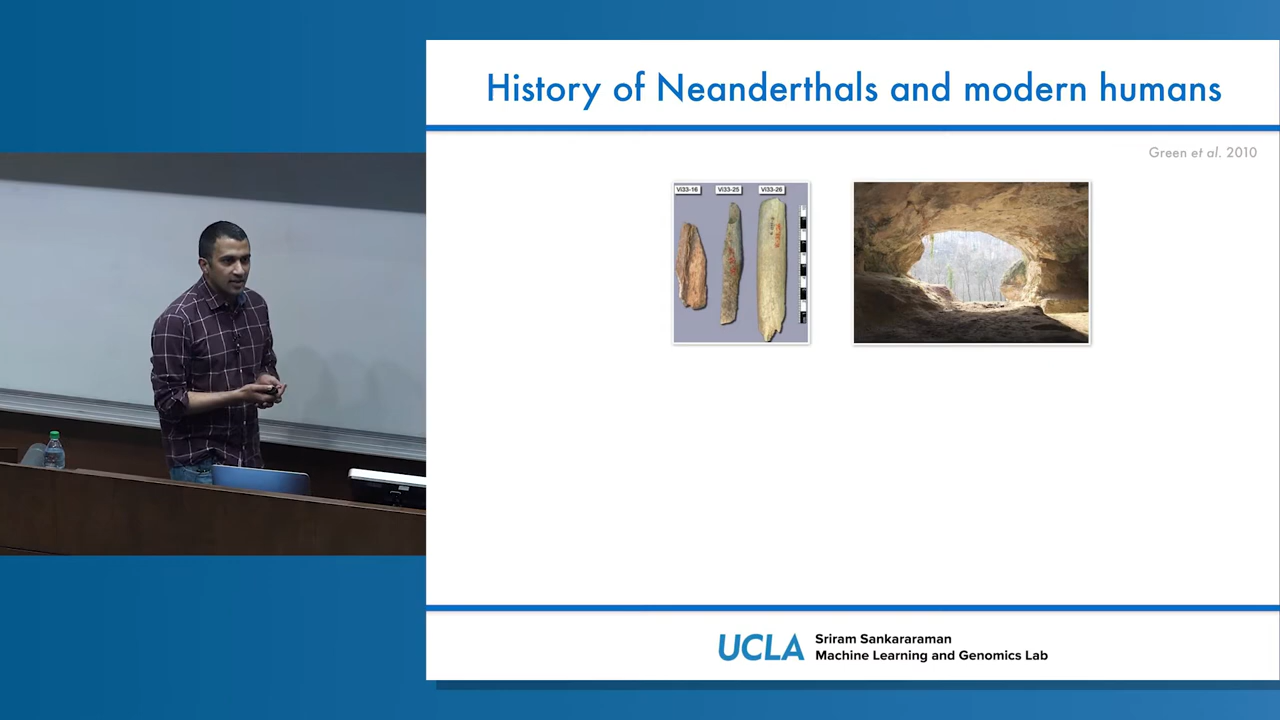 History of Neanderthals and modern humans
Green et al. 2010
Vi33-16 Vi33-25 Vi33-26
UCLA
Sriram Sankararaman
Machine Learning and Genomics Lab